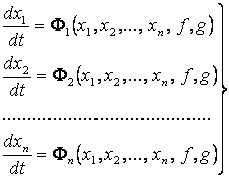 dx₁/dt = Φ₁(x₁,x₂,..., xₙ, f,g)
dx₂/dt = Φ₂(x₁,x₂,..., xₙ, f,g)
........................................
dxₙ/dt = Φₙ(x₁,x₂,..., xₙ, f,g) }